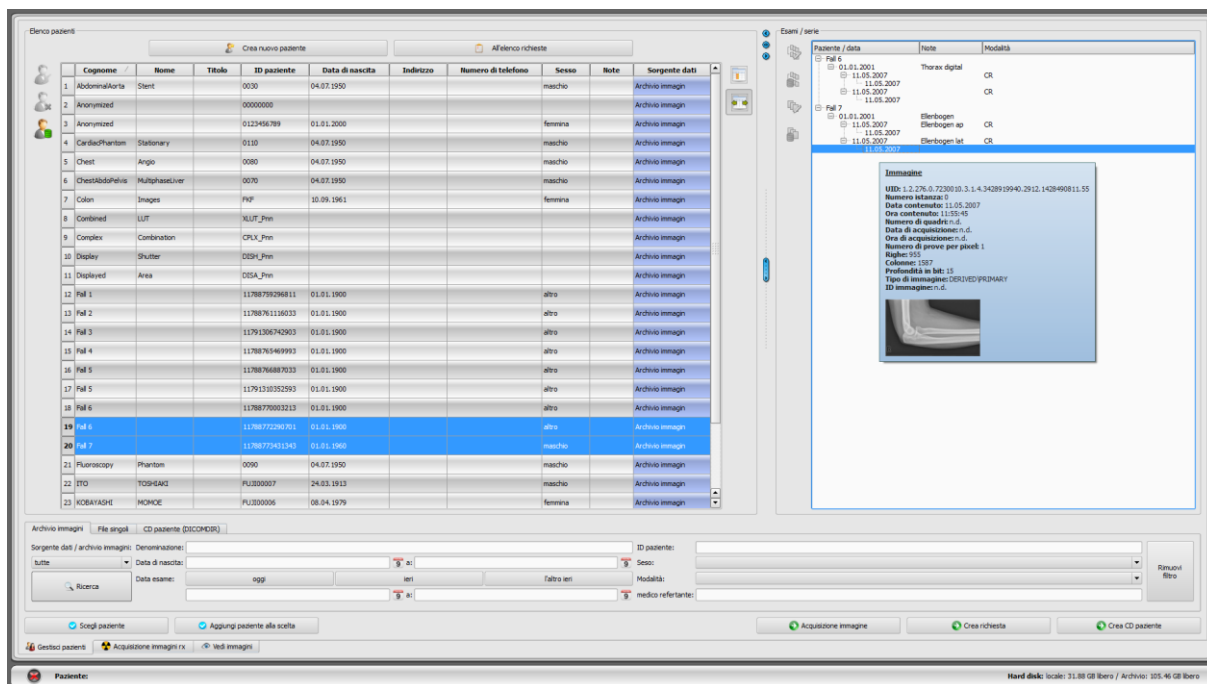 Elenco pazienti
Crea nuovo paziente
All'elenco richieste
Cognome Nome Titolo ID paziente Data di nascita Indirizzo Numero di telefono Sesso Note Sorgente dati
1 AbdominalAorta Stent 0030 04.07.1950 maschio Archivio immagin
2 Anonymized 00000000 Archivio immagin
3 Anonymized 0123456789 01.01.2000 femmina Archivio immagin
4 CardiacPhantom Stationary 0110 04.07.1950 maschio Archivio immagin
5 Chest Angio 0080 04.07.1950 maschio Archivio immagin
6 ChestAbdoPelvis MultiphaseLiver 0070 04.07.1950 maschio Archivio immagin
7 Colon Images 10.09.1961 femmina Archivio immagin
8 Combined LUT XLUT_Pnn Archivio immagin
9 Complex Combination CPLX_Pnn Archivio immagin
10 Display Shutter DISH_Pnn Archivio immagin
11 Displayed Area DISA_Pnn Archivio immagin
12 Fall 1 11788759296811 01.01.1900 altro Archivio immagin
13 Fall 2 11788761116033 01.01.1900 altro Archivio immagin
14 Fall 3 11791306742903 01.01.1900 altro Archivio immagin
15 Fall 4 11788765469993 01.01.1900 altro Archivio immagin
16 Fall 5 11788766887033 01.01.1900 altro Archivio immagin
17 Fall 5 11791310352593 01.01.1900 altro Archivio immagin
18 Fall 6 11788770003213 01.01.1900 altro Archivio immagin
19 Fall 6 11788772290701 01.01.1900 altro Archivio immagin
20 Fall 7 11788773431343 01.01.1960 maschio Archivio immagin
21 Fluoroscopy Phantom 0090 04.07.1950 maschio Archivio immagin
22 ITO TOSHIAKI FUJI00007 24.03.1913 maschio Archivio immagin
23 KOBAYASHI MOMOE FUJI00006 08.04.1979 femmina Archivio immagin
Esami / serie
Paziente / data Note Modalità
Fall 6
01.01.2001 Thorax digital
11.05.2007 CR
11.05.2007
11.05.2007 CR
11.05.2007
Fall 7
01.01.2001 Ellenbogen
11.05.2007 Ellenbogen ap CR
11.05.2007
11.05.2007 Ellenbogen lat CR
11.05.2007
Immagine
UID: 1.2.276.0.7230010.3.1.4.3428919940.2912.1428490811.55
Numero istanza: 0
Data contenuto: 11.05.2007
Ora contenuto: 11:55:45
Numero di quadri: n.d.
Data di acquisizione: n.d.
Ora di acquisizione: n.d.
Numero di prove per pixel: 1
Righe: 955
Colonne: 1587
Profondità in bit: 15
Tipo di immagine: DERIVED\PRIMARY
ID immagine: n.d.
Archivio immagini File singoli CD paziente (DICOMDIR)
Sorgente dati / archivio immagini: Denominazione: ID paziente:
tutte Data di nascita: 9 a: 9 Seso:
Ricerca Data esame: oggi ieri l'altro ieri Modalità:
9 a: 9 medico refertante:
Rimuovi
filtro
Scegli paziente Aggiungi paziente alla scelta Acquisizione immagine Crea richiesta Crea CD paziente
Gestisci pazienti Acquisizione immagini rx Vedi immagini
Paziente: Hard disk: locale: 31.88 GB libero / Archivio: 105.46 GB libero